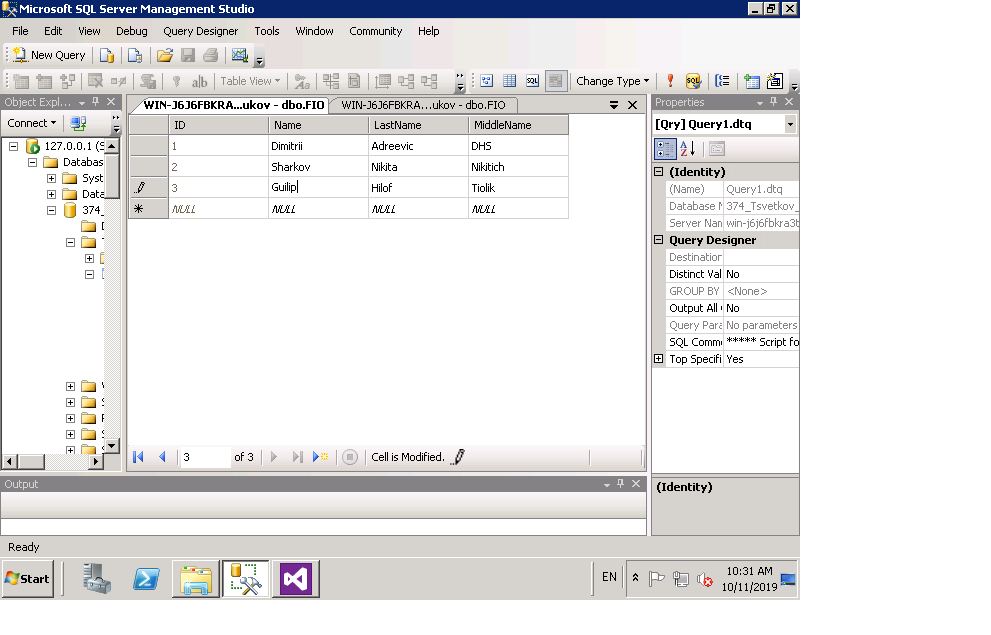 Microsoft SQL Server Management Studio
File Edit View Debug Query Designer Tools Window Community Help
New Query
ab Table View SQL Change Type SQL
Object Expl...
WIN-J6J6FBKRA...ukov - dbo.FIO WIN-J6J6FBKRA...ukov - dbo.FIO
Properties
Connect
127.0.0.1 (S
Databas
Syst
Data
374_
ID Name LastName MiddleName
1 Dimitrii Adreevic DHS
2 Sharkov Nikita Nikitich
3 Guilip Hilof Tiolik
NULL NULL NULL NULL
3 of 3 Cell is Modified.
[Qry] Query1.dtq
(Identity)
(Name) Query1.dtq
Database N 374_Tsvetkov_
Server Nam win-j6j6fbkra3t
Query Designer
Destination
Distinct Val No
GROUP BY <None>
Output All No
Query Para No parameters
SQL Comm ***** Script fo
Top Specifi Yes
(Identity)
Output
Ready
Start EN 10:31 AM
10/11/2019